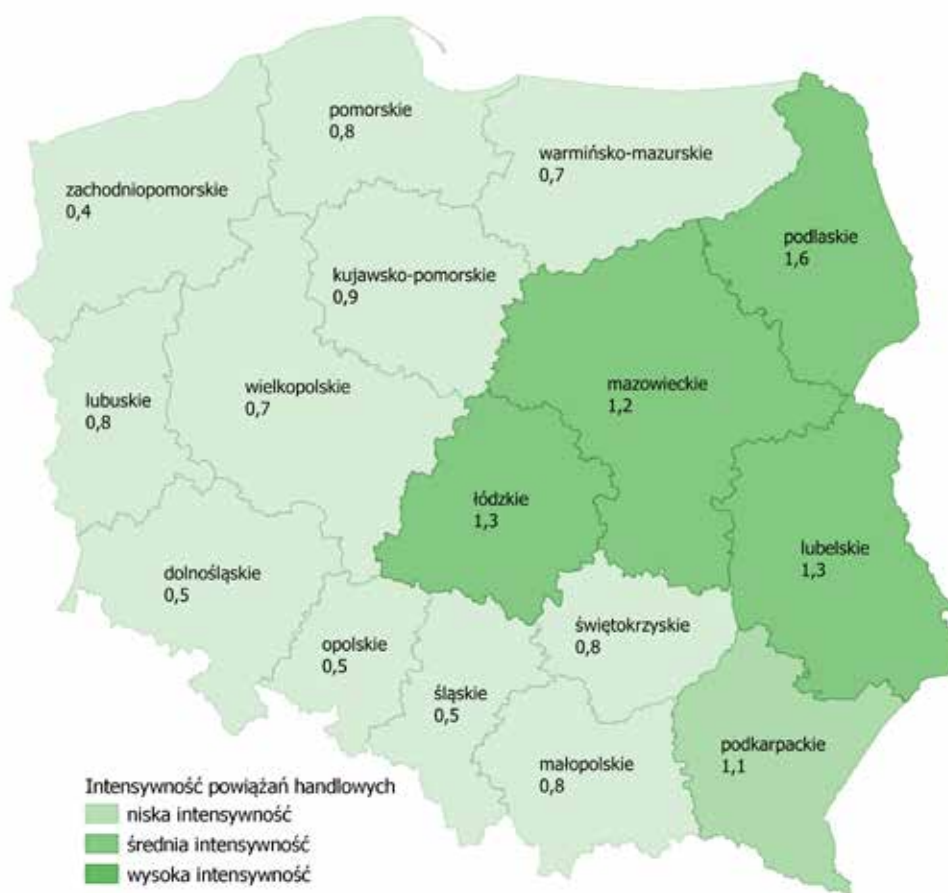 pomorskie
0,8
warmińsko-mazurskie
0,7
zachodniopomorskie
0,4
podlaskie
1,6
kujawsko-pomorskie
0,9
mazowieckie
1,2
wielkopolskie
0,7
lubuskie
0,8
łódzkie
1,3
lubelskie
1,3
dolnośląskie
0,5
świętokrzyskie
0,8
opolskie
0,5
śląskie
0,5
podkarpackie
1,1
małopolskie
0,8
Intensywność powiązań handlowych
niska intensywność
średnia intensywność
wysoka intensywność